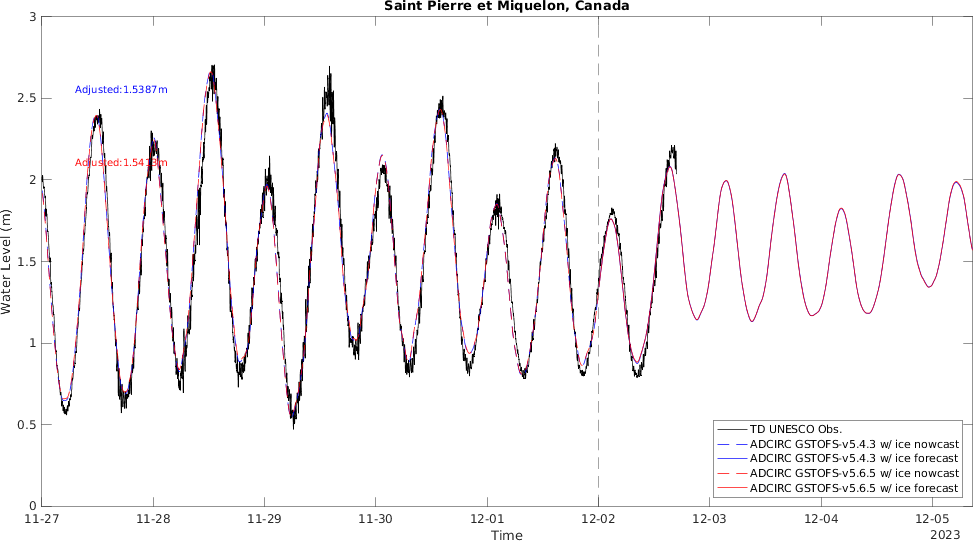 Saint Pierre et Miquelon, Canada
3
2.5
2
1.5
1
0.5
0
Water Level (m)
Adjusted:1.5387m
TD UNESCO Obs.
ADCIRC GSTOFS-v5.4.3 w/ ice nowcast
ADCIRC GSTOFS-v5.4.3 w/ ice forecast
ADCIRC GSTOFS-v5.6.5 w/ ice nowcast
ADCIRC GSTOFS-v5.6.5 w/ ice forecast
11-27 11-28 11-29 11-30 12-01 12-02 12-03 12-04 12-05
Time
2023